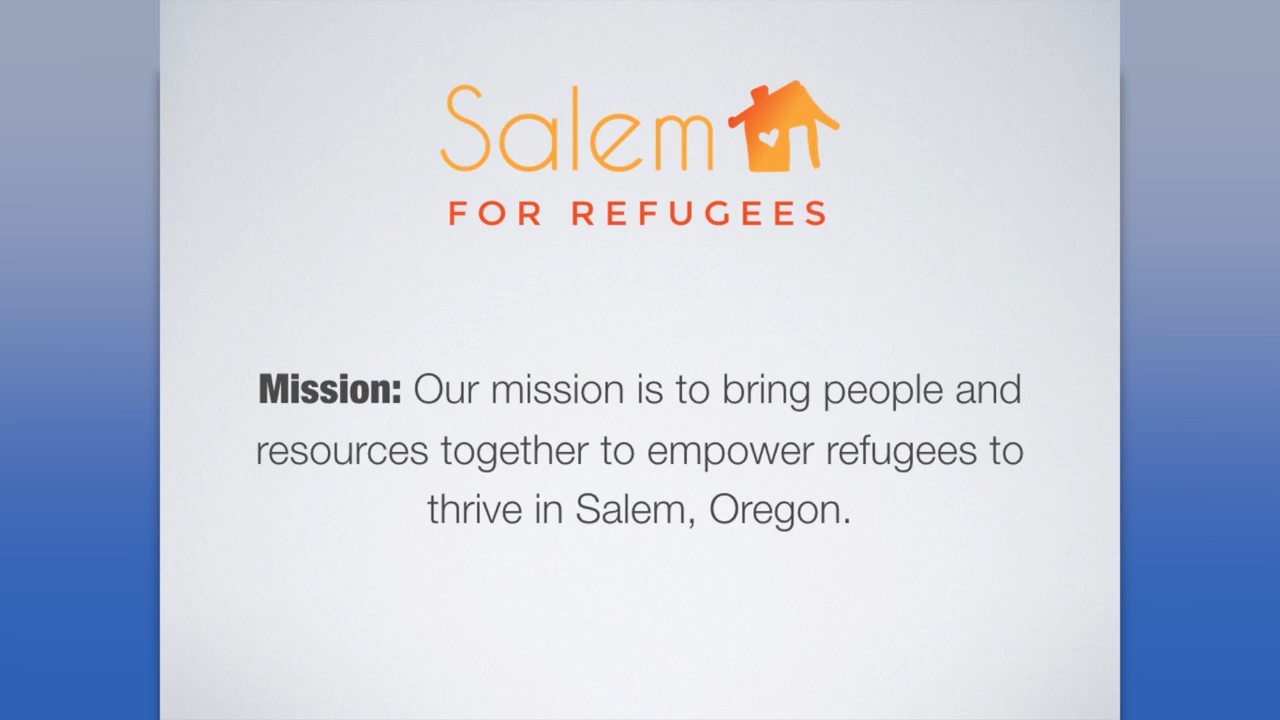 Salem
FOR REFUGEES
Mission: Our mission is to bring people and
resources together to empower refugees to
thrive in Salem, Oregon.